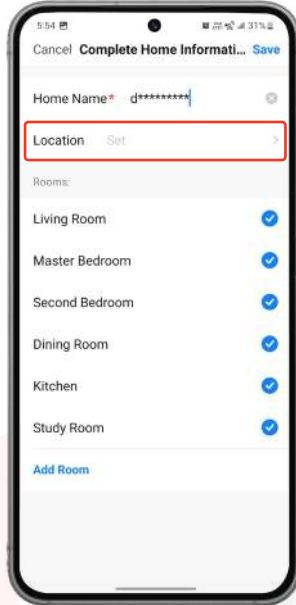 5:54 31%
Cancel Complete Home Informati... Save
Home Name* d*********
Location Set
Rooms:
Living Room
Master Bedroom
Second Bedroom
Dining Room
Kitchen
Study Room
Add Room